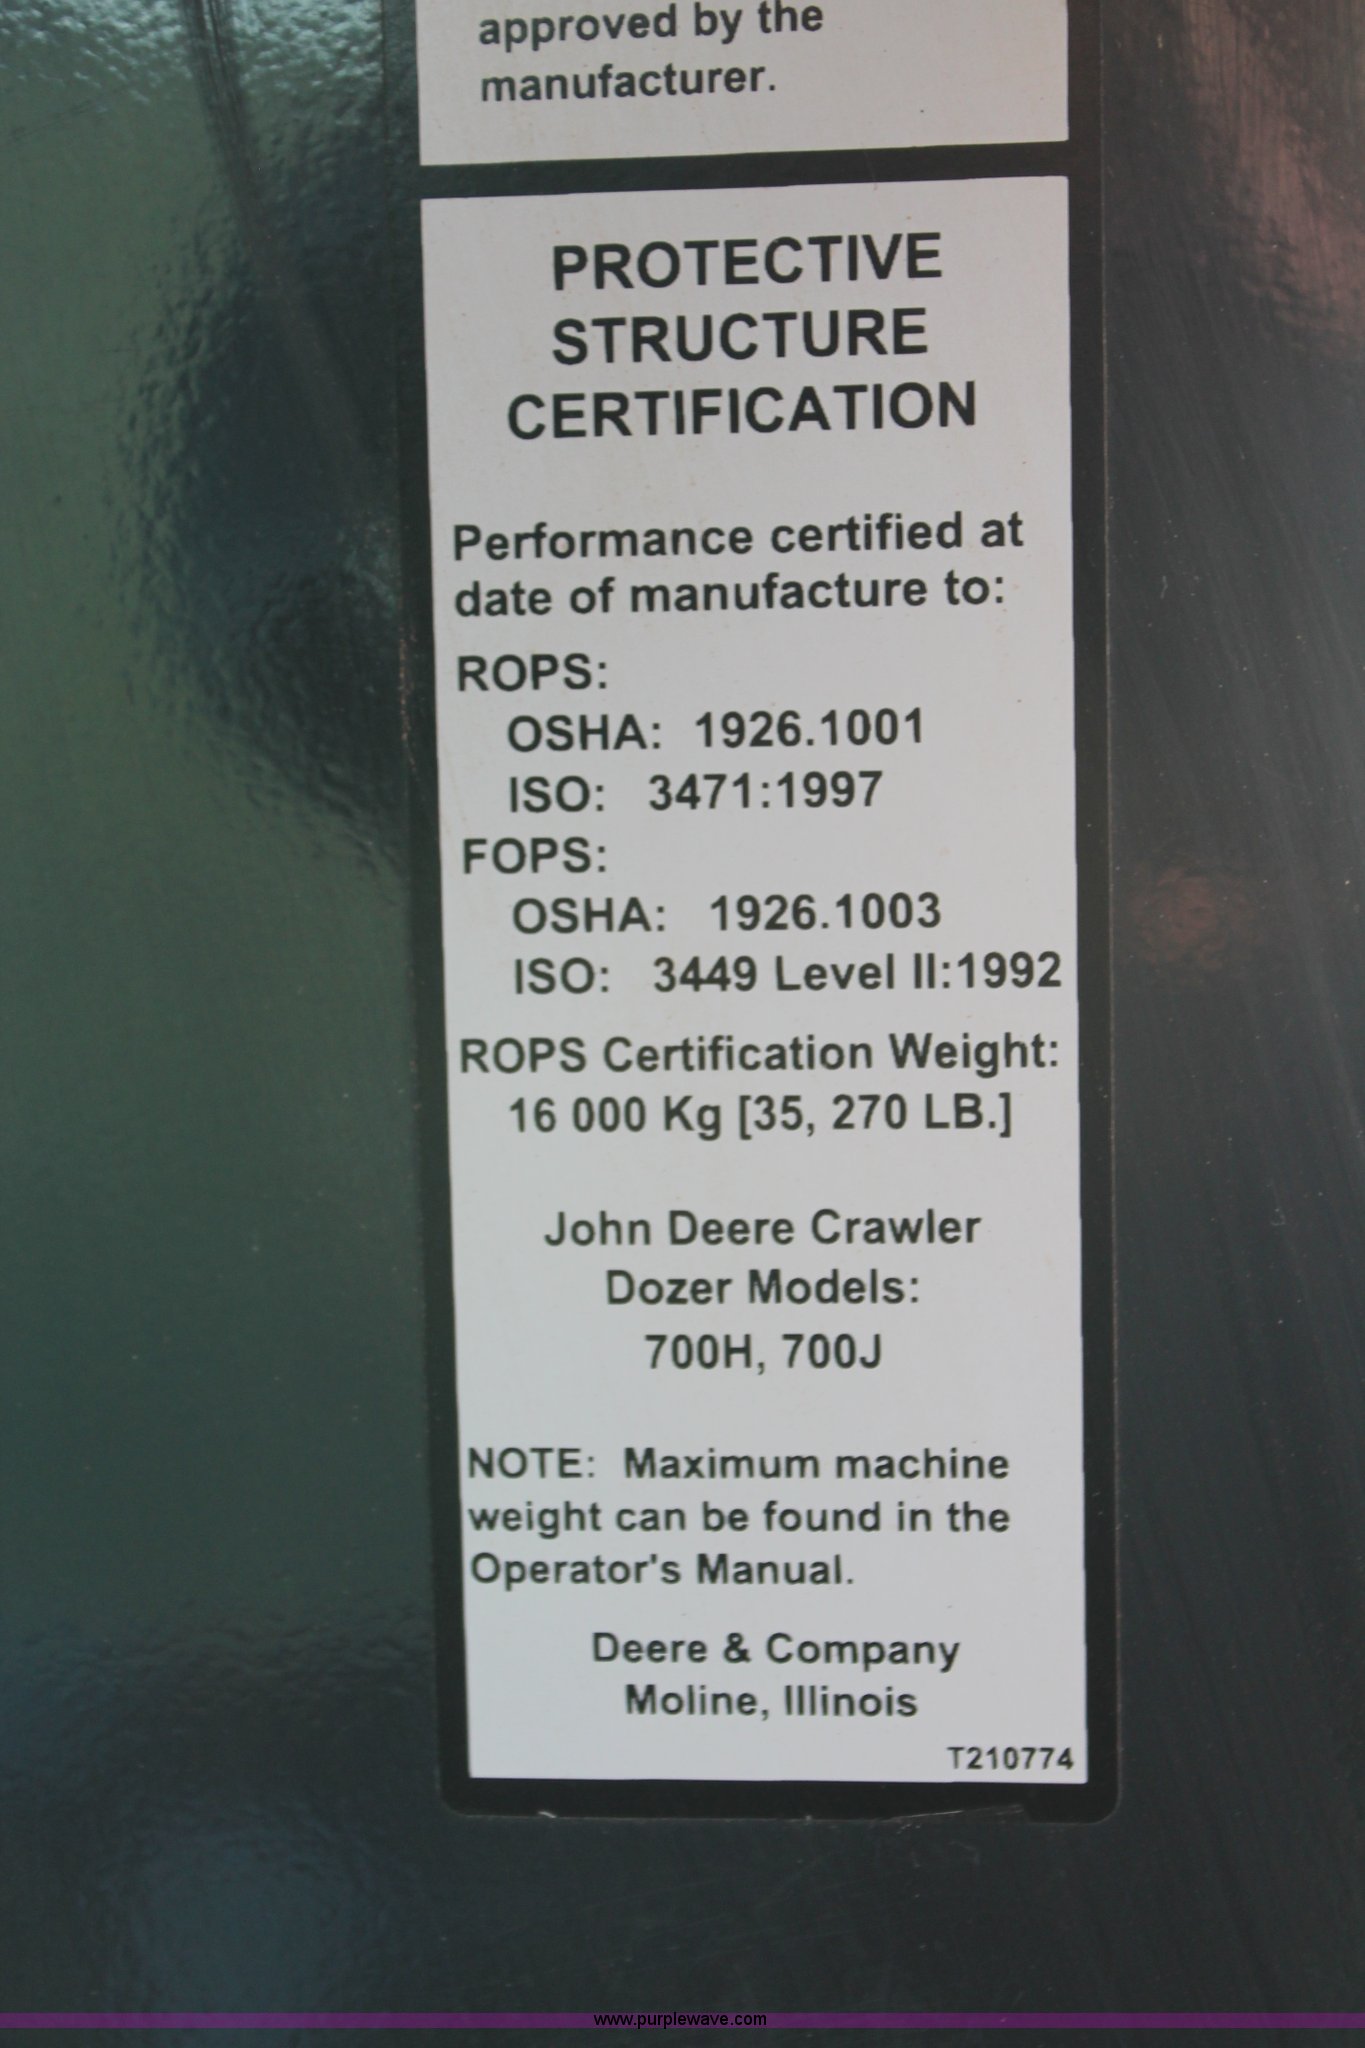 approved by the
manufacturer.
PROTECTIVE
STRUCTURE
CERTIFICATION
Performance certified at
date of manufacture to:
ROPS:
OSHA: 1926.1001
ISO: 3471:1997
FOPS:
OSHA: 1926.1003
ISO: 3449 Level II:1992
ROPS Certification Weight:
16 000 Kg [35, 270 LB.]
John Deere Crawler
Dozer Models:
700H, 700J
NOTE: Maximum machine
weight can be found in the
Operator's Manual.
Deere & Company
Moline, Illinois
T210774
www.purplewave.com